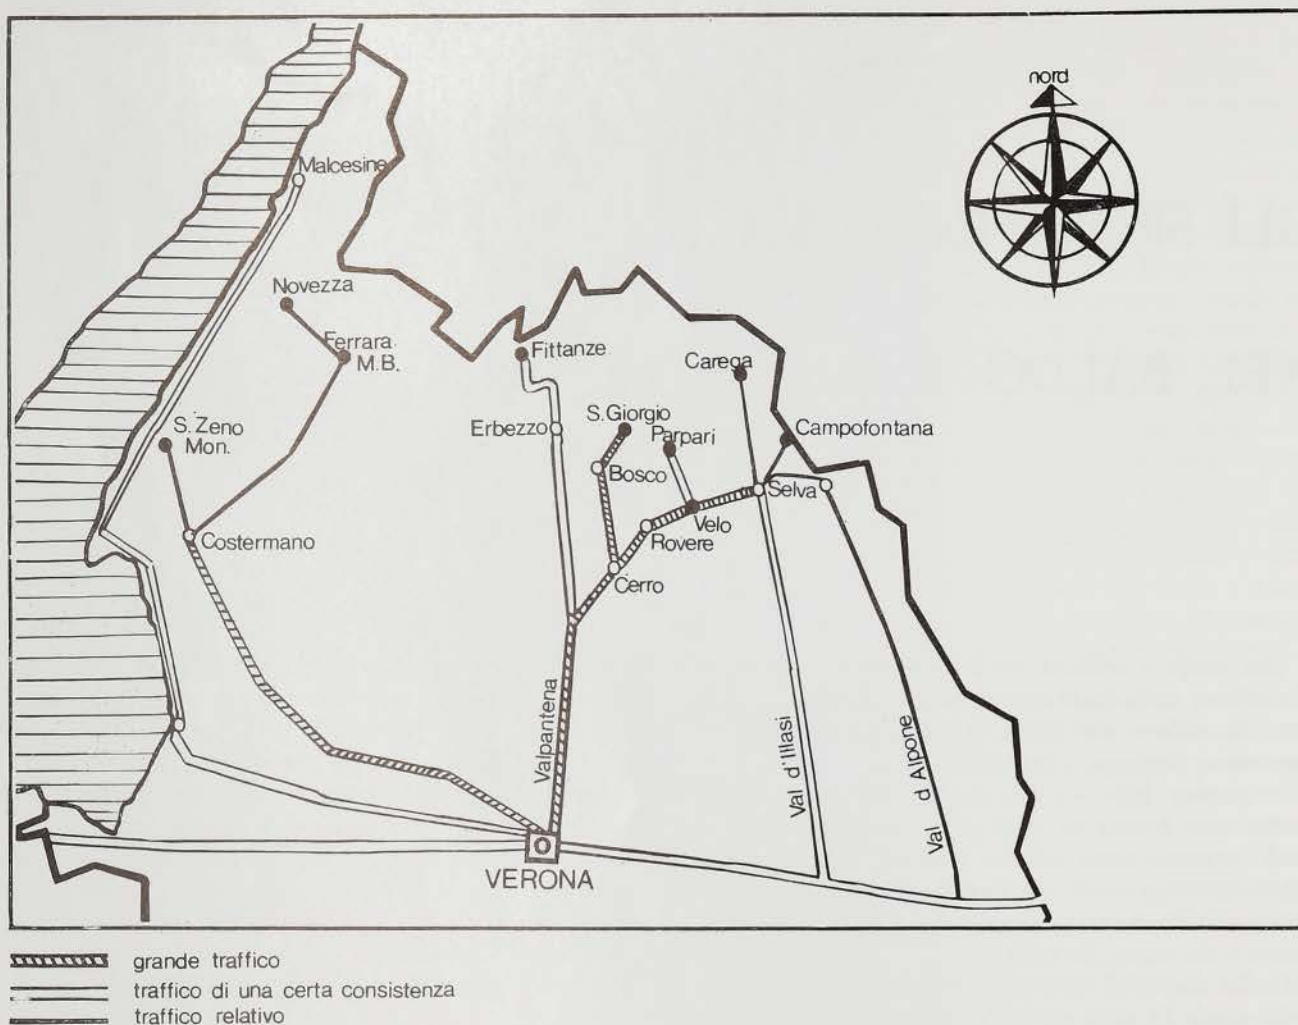 nord
Malcesine
Novezza
Ferrara
M.B.
Fittanze
Carega
S. Zeno
Mon.
Erbezzo
S. Giorgio
Parpari
Campofontana
Bosco
Selva
Costermano
Velo
Rovere
Cerro
Valpantena
Val d'Illasi
Val d Alpone
VERONA
grande traffico
traffico di una certa consistenza
traffico relativo